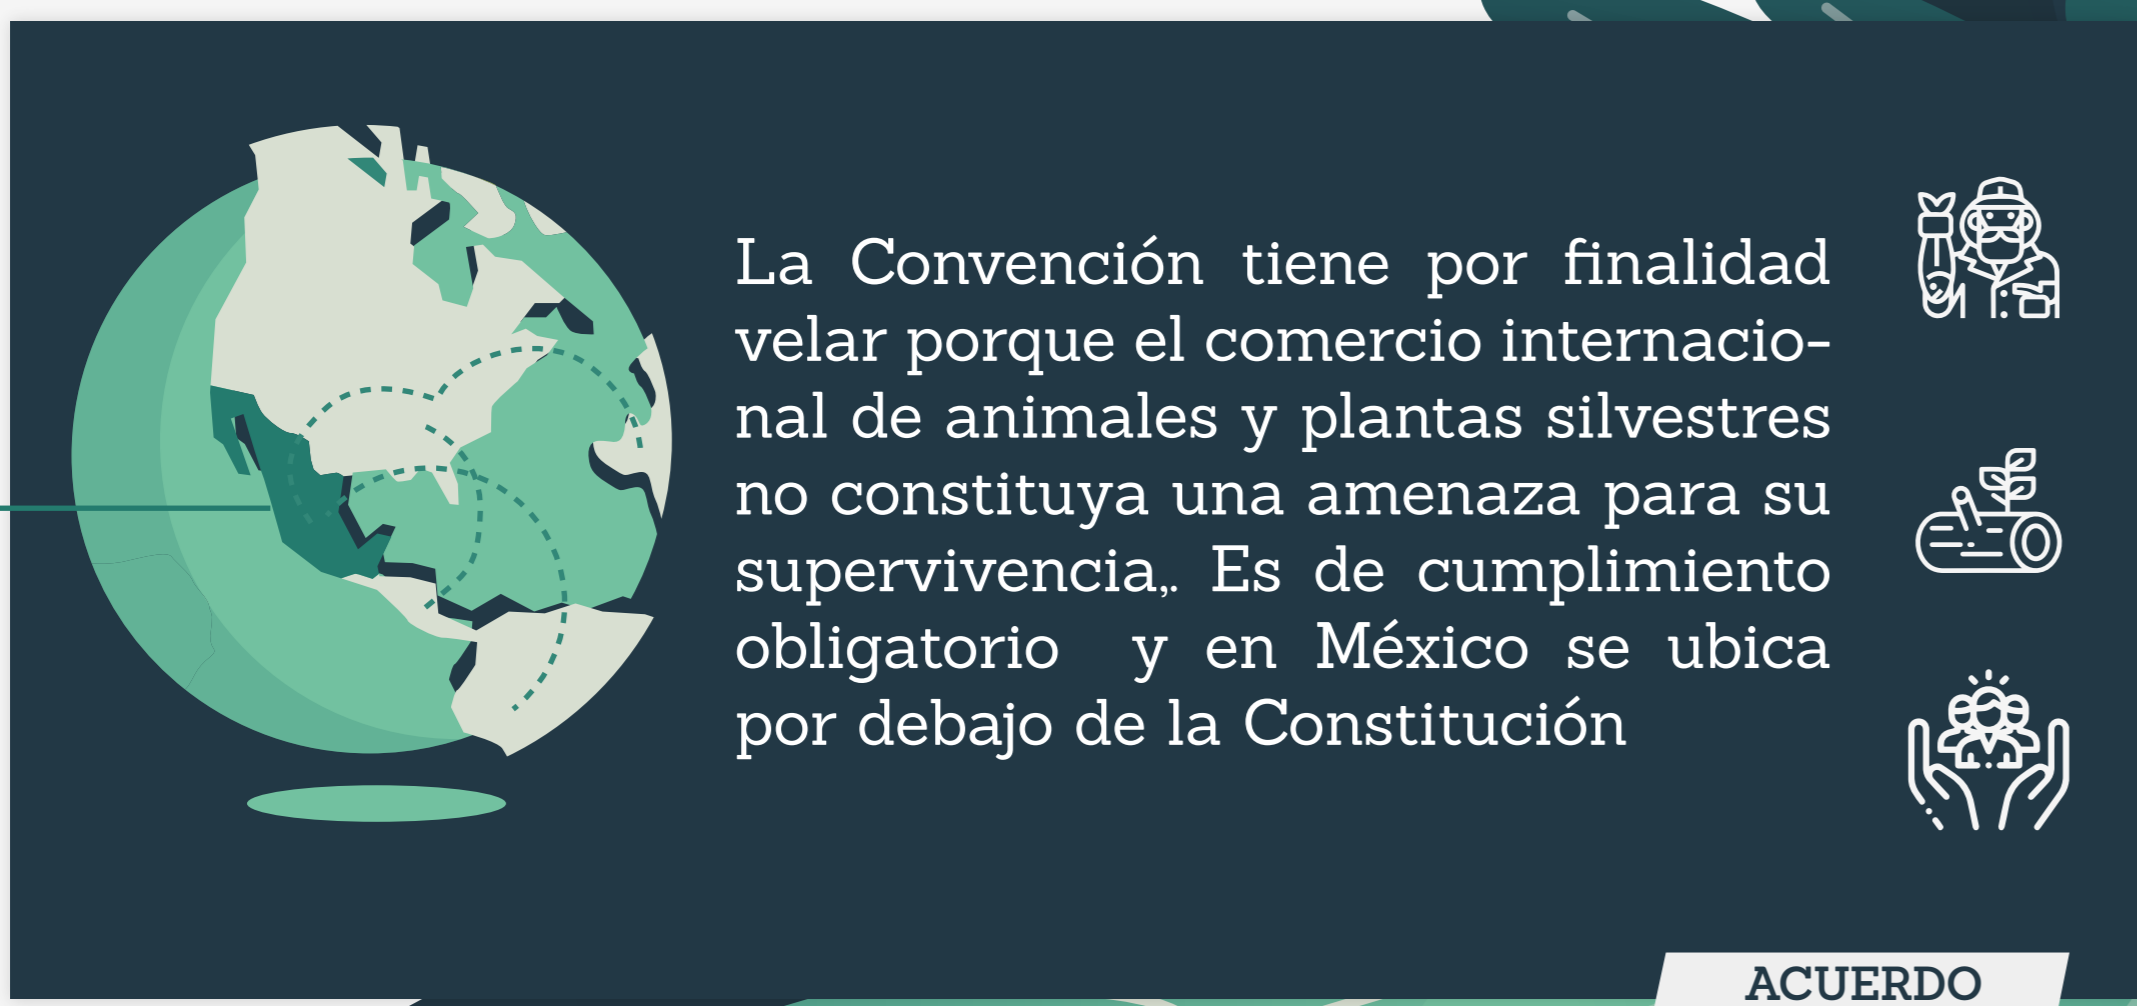 La Convención tiene por finalidad
velar porque el comercio internacio-
nal de animales y plantas silvestres
no constituya una amenaza para su
supervivencia,. Es de cumplimiento
obligatorio y en México se ubica
por debajo de la Constitución
ACUERDO